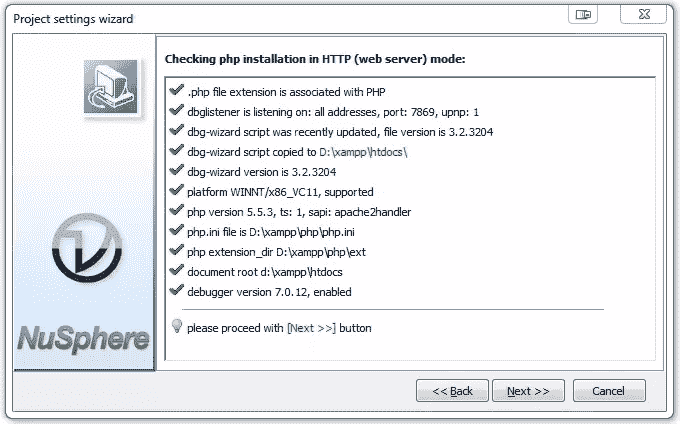 Project settings wizard
Checking php installation in HTTP (web server) mode:
.php file extension is associated with PHP
dbglistener is listening on: all addresses, port: 7869, upnp: 1
dbg-wizard script was recently updated, file version is 3.2.3204
dbg-wizard script copied to D:\xampp\htdocs\
dbg-wizard version is 3.2.3204
platform WINNT/x86_VC11, supported
php version 5.5.3, ts: 1, sapi: apache2handler
php.ini file is D:\xampp\php\php.ini
php extension_dir D:\xampp\php\ext
document root d:\xampp\htdocs
debugger version 7.0.12, enabled
please proceed with [Next >>] button
NuSphere
<< Back
Next >>
Cancel